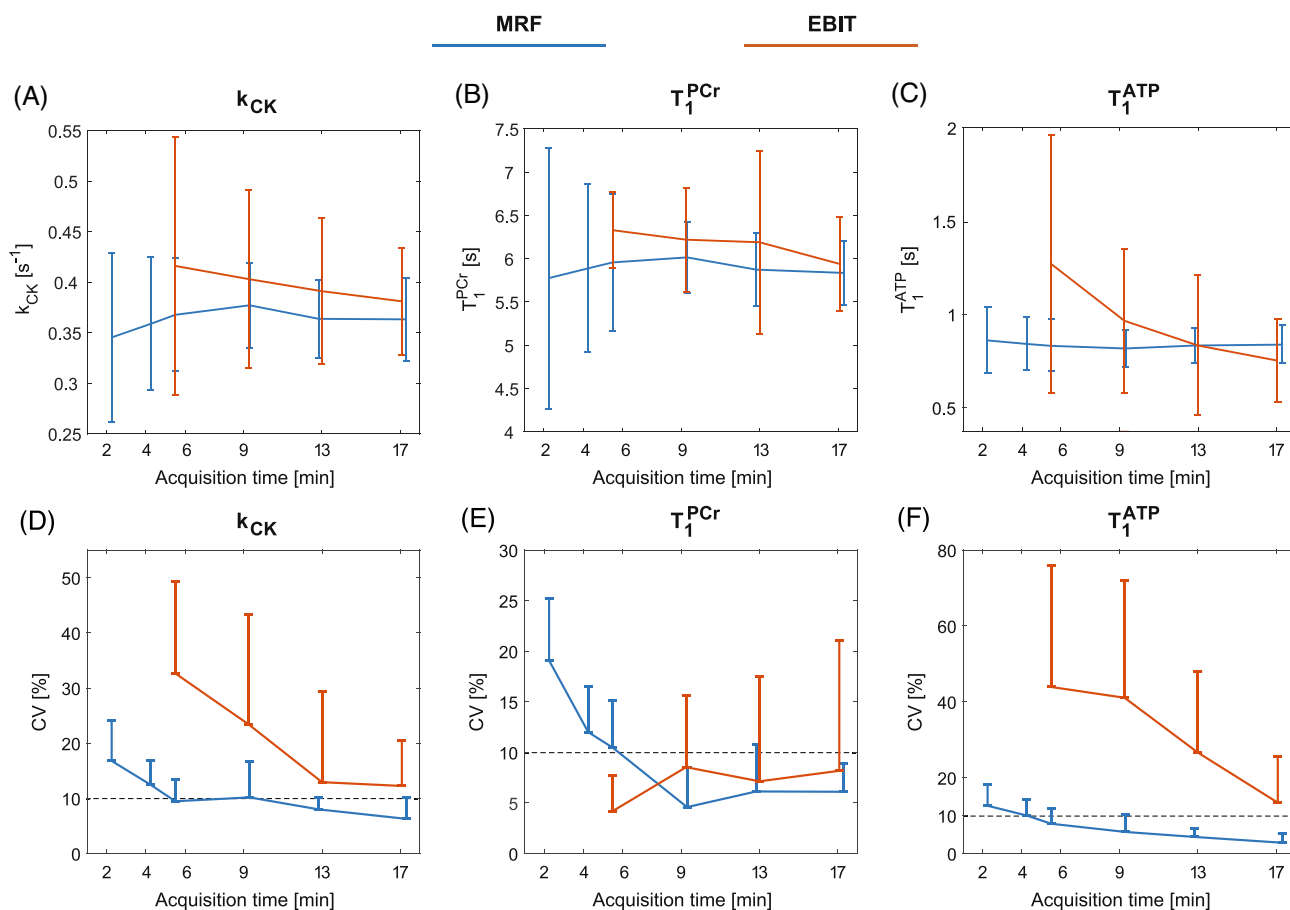 MRF EBIT
(A) k_CK (B) T_1^PCr (C) T_1^ATP
k_CK [s^-1]
0.55
0.5
0.45
0.4
0.35
0.3
0.25
2 4 6 9 13 17
Acquisition time [min]
T_1^PCr [s]
7.5
7
6.5
6
5.5
5
4.5
4
2 4 6 9 13 17
Acquisition time [min]
T_1^ATP [s]
2
1.5
1
0.5
2 4 6 9 13 17
Acquisition time [min]
(D) k_CK (E) T_1^PCr (F) T_1^ATP
CV [%]
50
40
30
20
10
0
2 4 6 9 13 17
Acquisition time [min]
CV [%]
30
25
20
15
10
5
0
2 4 6 9 13 17
Acquisition time [min]
CV [%]
80
60
40
20
10
0
2 4 6 9 13 17
Acquisition time [min]